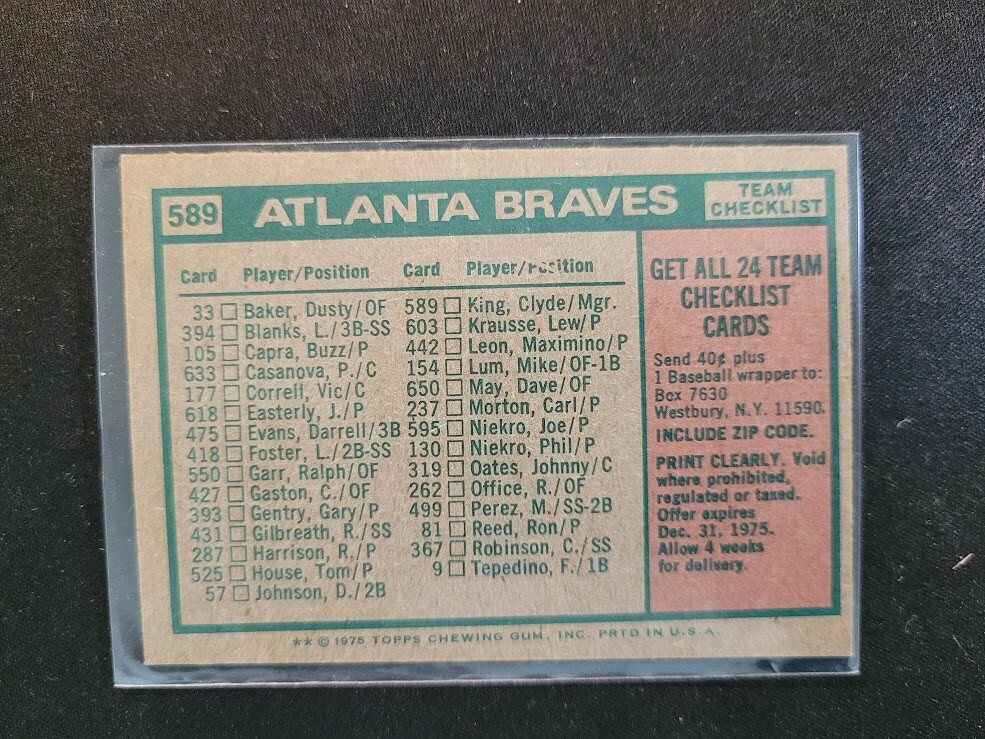 589 ATLANTA BRAVES TEAM CHECKLIST
Card Player/Position Card Player/Position
33 □ Baker, Dusty/OF 589 □ King, Clyde/Mgr.
394 □ Blanks, L./3B-SS 603 □ Krausse, Lew/P
105 □ Capra, Buzz/P 442 □ Leon, Maximino/P
633 □ Casanova, P./C 154 □ Lum, Mike/OF-1B
177 □ Correll, Vic/C 650 □ May, Dave/OF
618 □ Easterly, J./P 237 □ Morton, Carl/P
475 □ Evans, Darrell/3B 595 □ Niekro, Joe/P
418 □ Foster, L./2B-SS 130 □ Niekro, Phil/P
550 □ Garr, Ralph/OF 319 □ Oates, Johnny/C
427 □ Gaston, C./OF 262 □ Office, R./OF
393 □ Gentry, Gary/P 499 □ Perez, M./SS-2B
431 □ Gilbreath, R./SS 81 □ Reed, Ron/P
287 □ Harrison, R./P 367 □ Robinson, C./SS
525 □ House, Tom/P 9 □ Tepedino, F./1B
57 □ Johnson, D./2B
GET ALL 24 TEAM
CHECKLIST
CARDS
Send 40¢ plus
1 Baseball wrapper to:
Box 7630
Westbury, N.Y. 11590.
INCLUDE ZIP CODE.
PRINT CLEARLY. Void
where prohibited,
regulated or taxed.
Offer expires
Dec. 31, 1975.
Allow 4 weeks
for delivery.
** © 1975 TOPPS CHEWING GUM, INC. PRTD IN U.S.A.